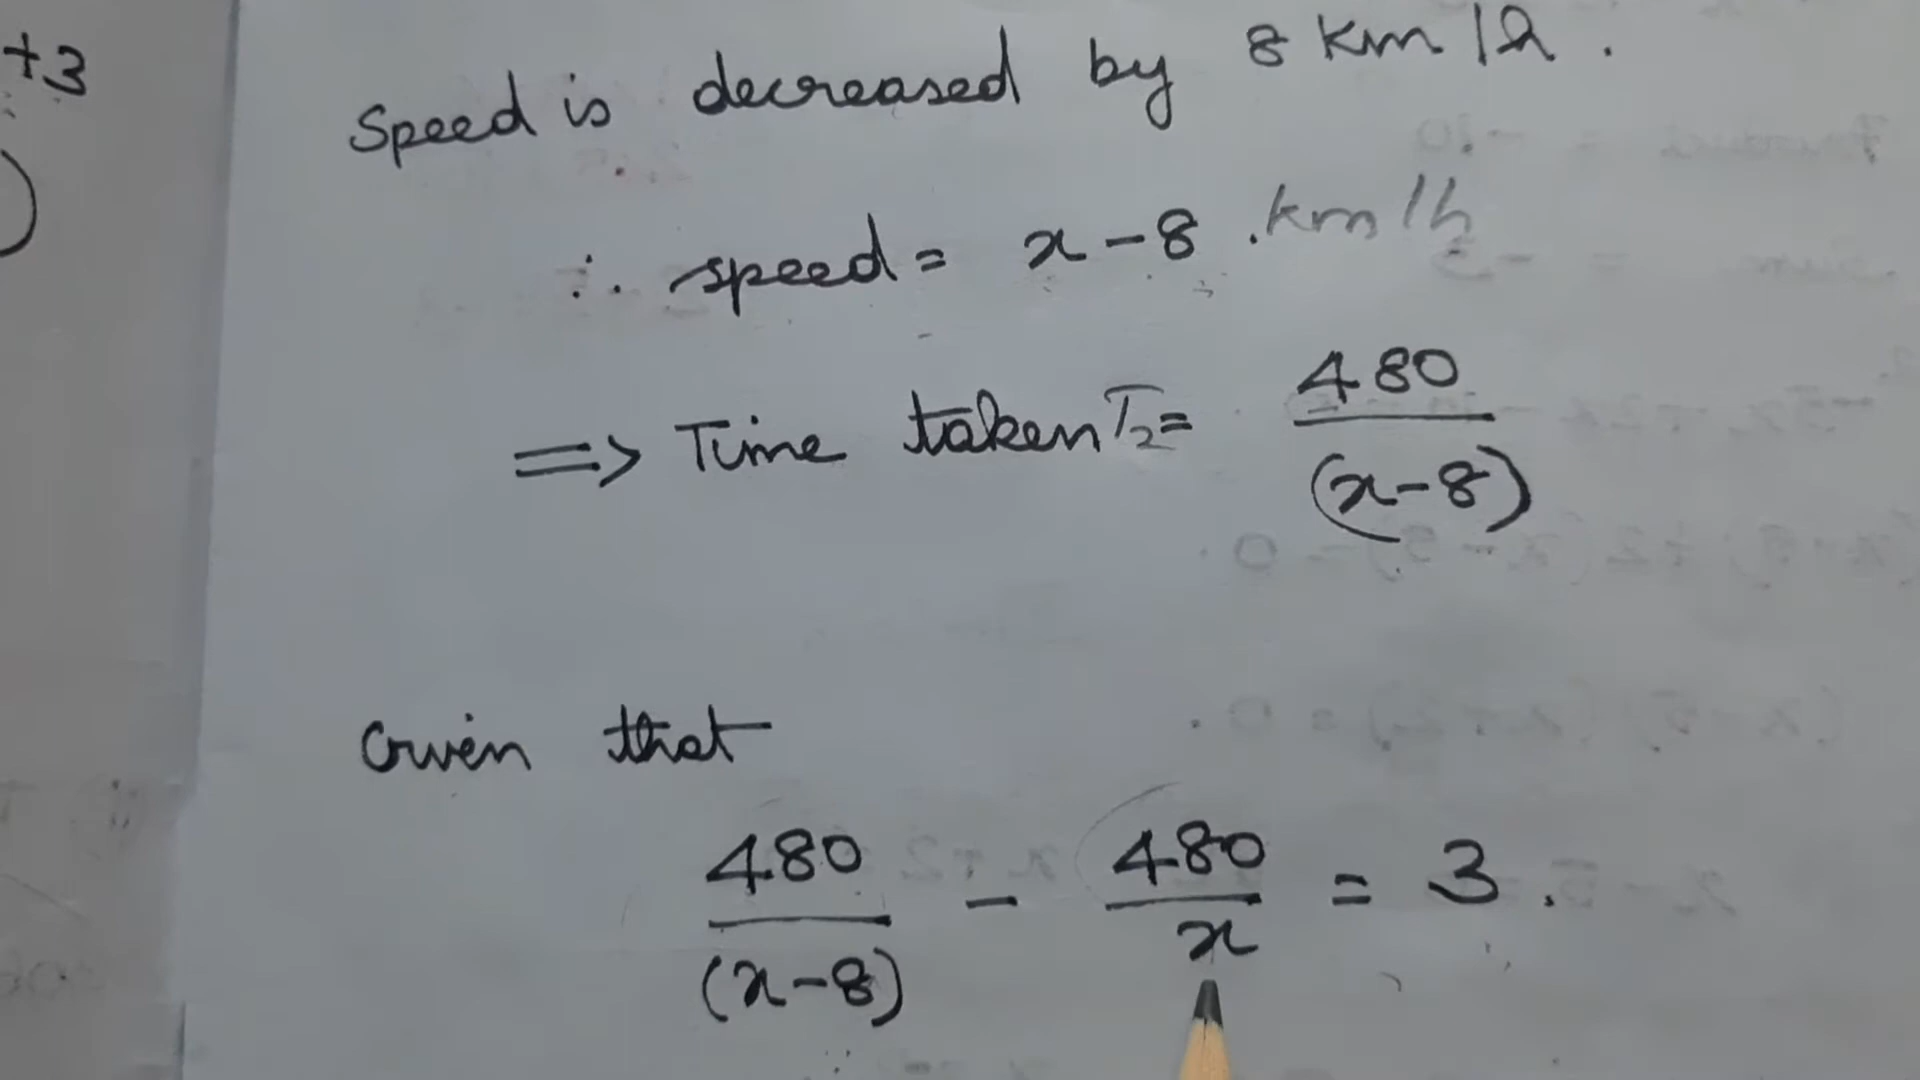 +3
Speed is decreased by 8 km/h.
∴ speed = x-8 .km/h
⟹ Time taken T₂ = 480/(x-8)
Given that
480/(x-8) - 480/x = 3.